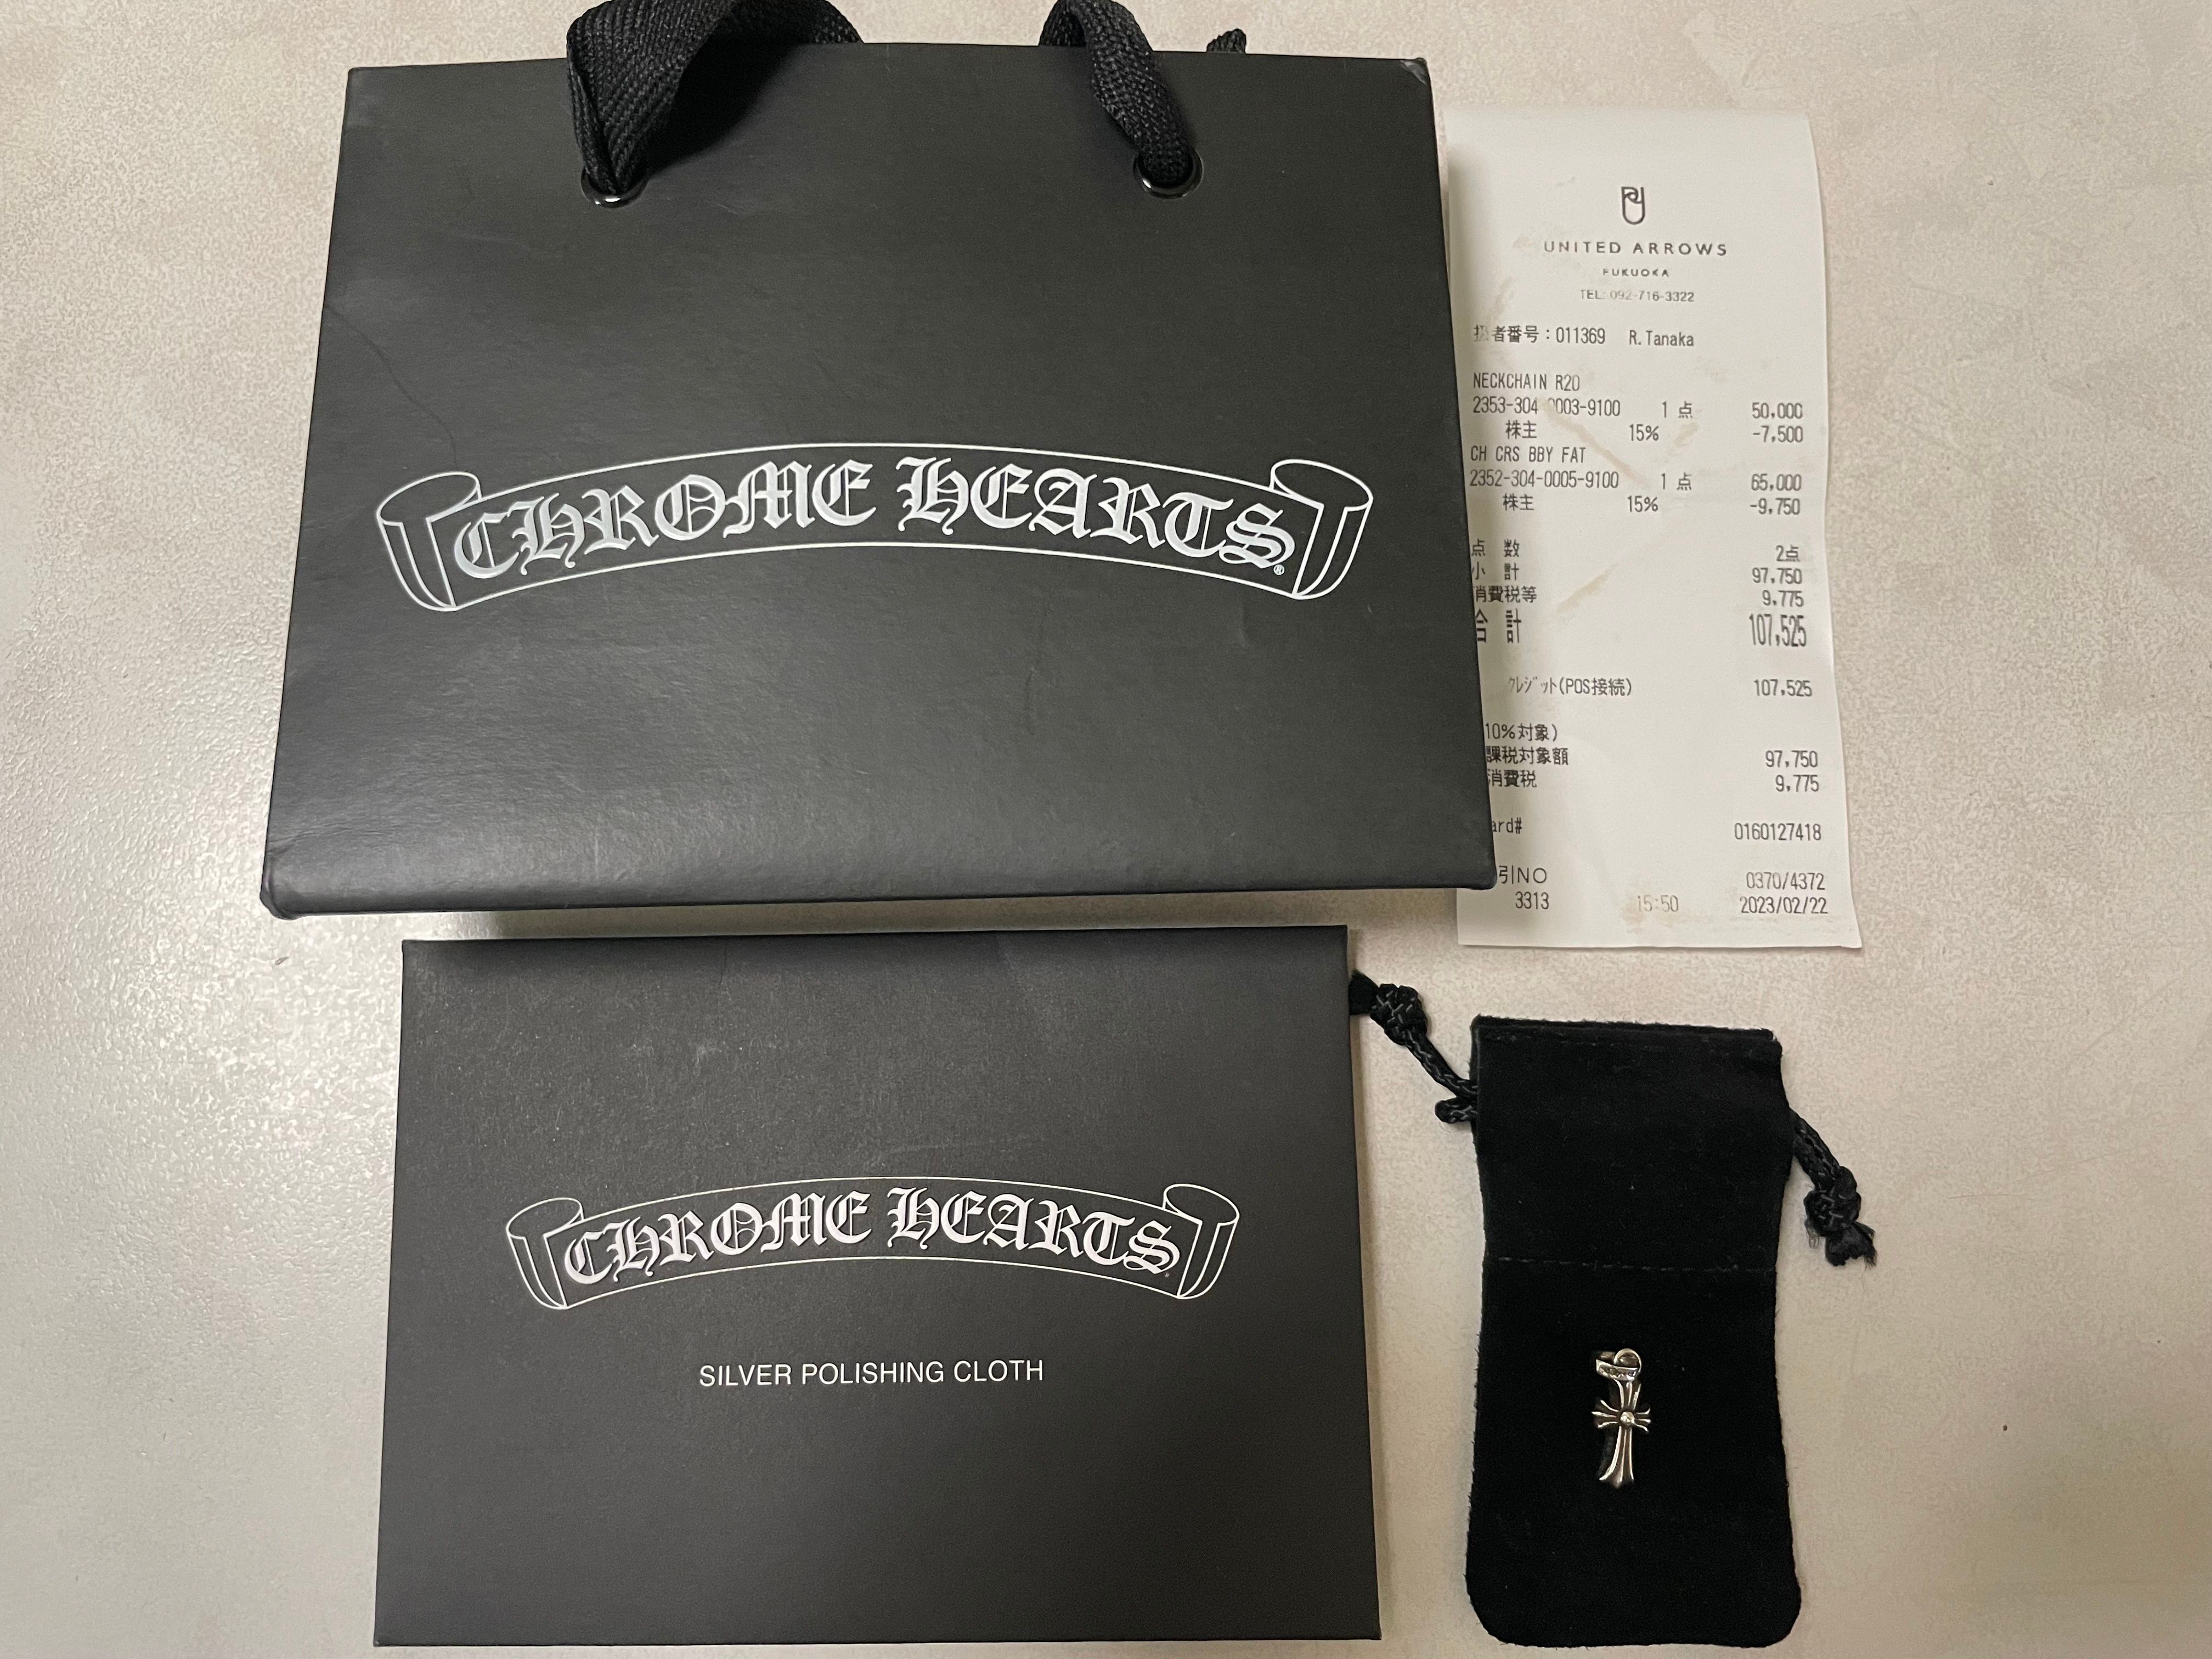 CHROME HEARTS®
UNITED ARROWS
FUKUOKA
TEL: 092-716-3322
扱者番号:011369 R.Tanaka
NECKCHAIN R20
2353-304-0003-9100 1点 50,000
株主 15% -7,500
CH CRS BBY FAT
2352-304-0005-9100 1点 65,000
株主 15% -9,750
点 数 2点
小 計 97,750
消費税等 9,775
合 計 107,525
クレジット(POS接続) 107,525
10%対象)
課税対象額 97,750
消費税 9,775
ard# 0160127418
引NO 0370/4372
3313 15:50 2023/02/22
CHROME HEARTS
SILVER POLISHING CLOTH